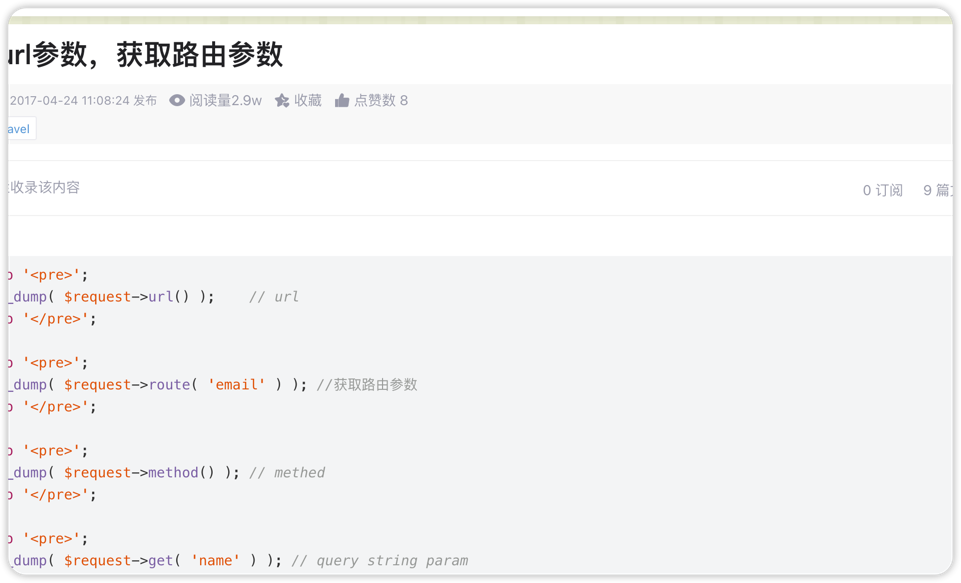 url参数，获取路由参数
2017-04-24 11:08:24 发布 阅读量2.9w 收藏 点赞数 8
avel
收录该内容 0 订阅 9 篇
'<pre>';
_dump( $request->url() ); // url
'</pre>';
'<pre>';
_dump( $request->route( 'email' ) ); //获取路由参数
'</pre>';
'<pre>';
_dump( $request->method() ); // methed
'</pre>';
'<pre>';
_dump( $request->get( 'name' ) ); // query string param